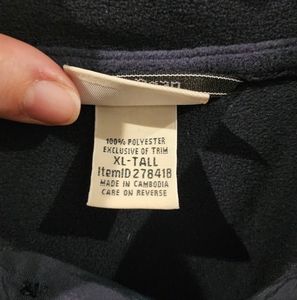 100% POLYESTER
EXCLUSIVE OF TRIM
XL-TALL
ItemID 278418
MADE IN CAMBODIA
CARE ON REVERSE